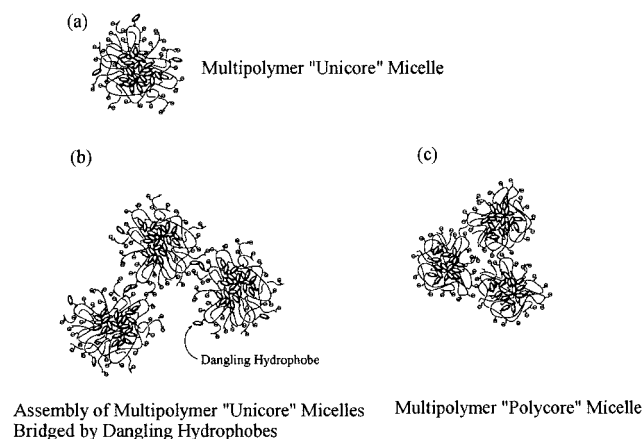 (a)
Multipolymer "Unicore" Micelle
(b)
(c)
Dangling Hydrophobe
Assembly of Multipolymer "Unicore" Micelles
Bridged by Dangling Hydrophobes
Multipolymer "Polycore" Micelle